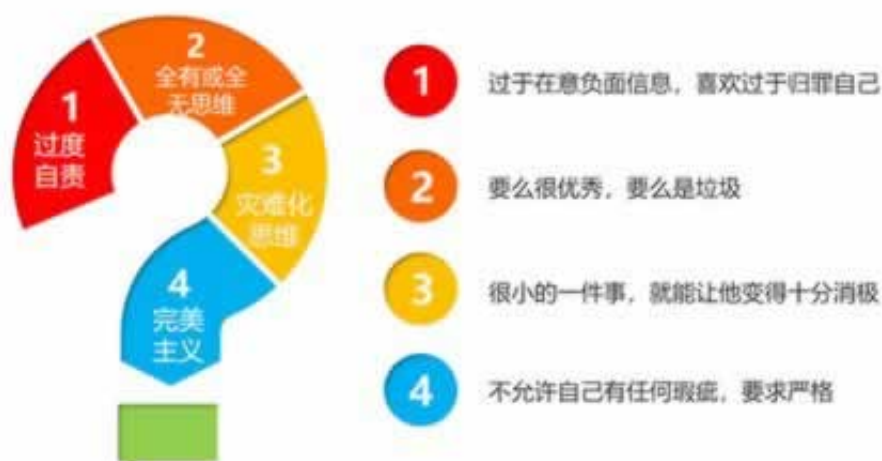 1
过度
自责
2
全有或全
无思维
3
灾难化
思维
4
完美
主义
1
过于在意负面信息，喜欢过于归罪自己
2
要么很优秀，要么是垃圾
3
很小的一件事，就能让他变得十分消极
4
不允许自己有任何瑕疵，要求严格